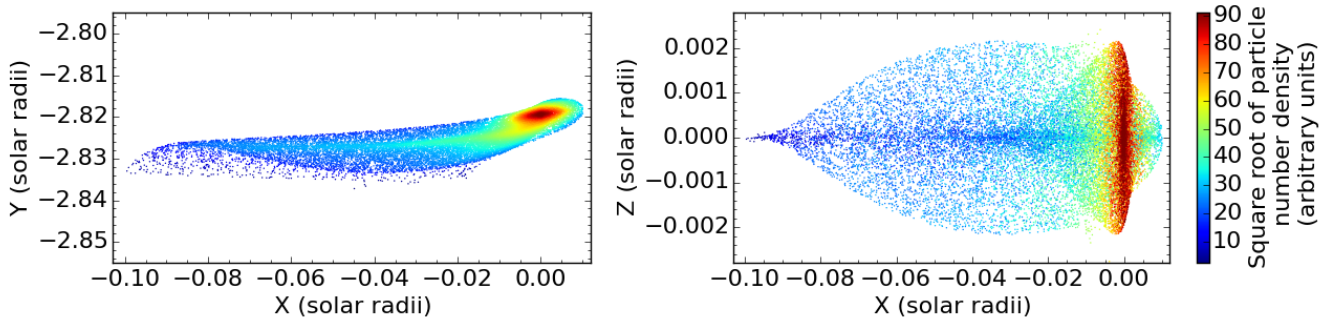 −2.80
−2.81
−2.82
−2.83
−2.84
−2.85
Y (solar radii)
−0.10 −0.08 −0.06 −0.04 −0.02 0.00
X (solar radii)
0.002
0.001
0.000
−0.001
−0.002
Z (solar radii)
−0.10 −0.08 −0.06 −0.04 −0.02 0.00
X (solar radii)
90
80
70
60
50
40
30
20
10
Square root of particle
number density
(arbitrary units)